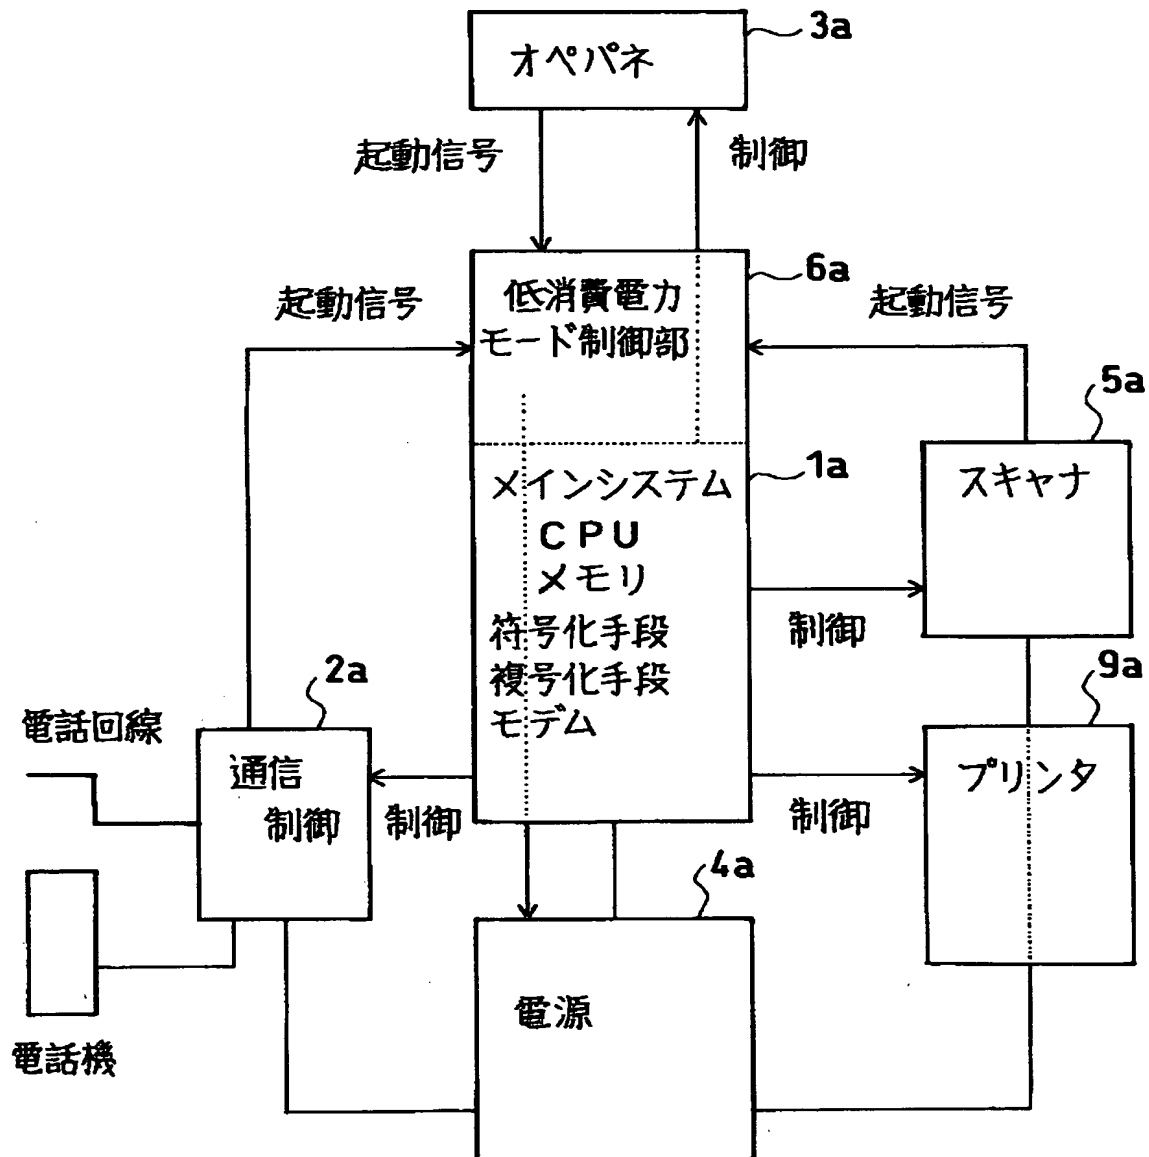 3a
オペパネ
起動信号
制御
6a
低消費電力
モード制御部
起動信号
起動信号
5a
スキャナ
1a
メインシステム
CPU
メモリ
符号化手段
複号化手段
モデム
制御
2a
9a
電話回線
通信
制御
制御
プリンタ
制御
4a
電源
電話機